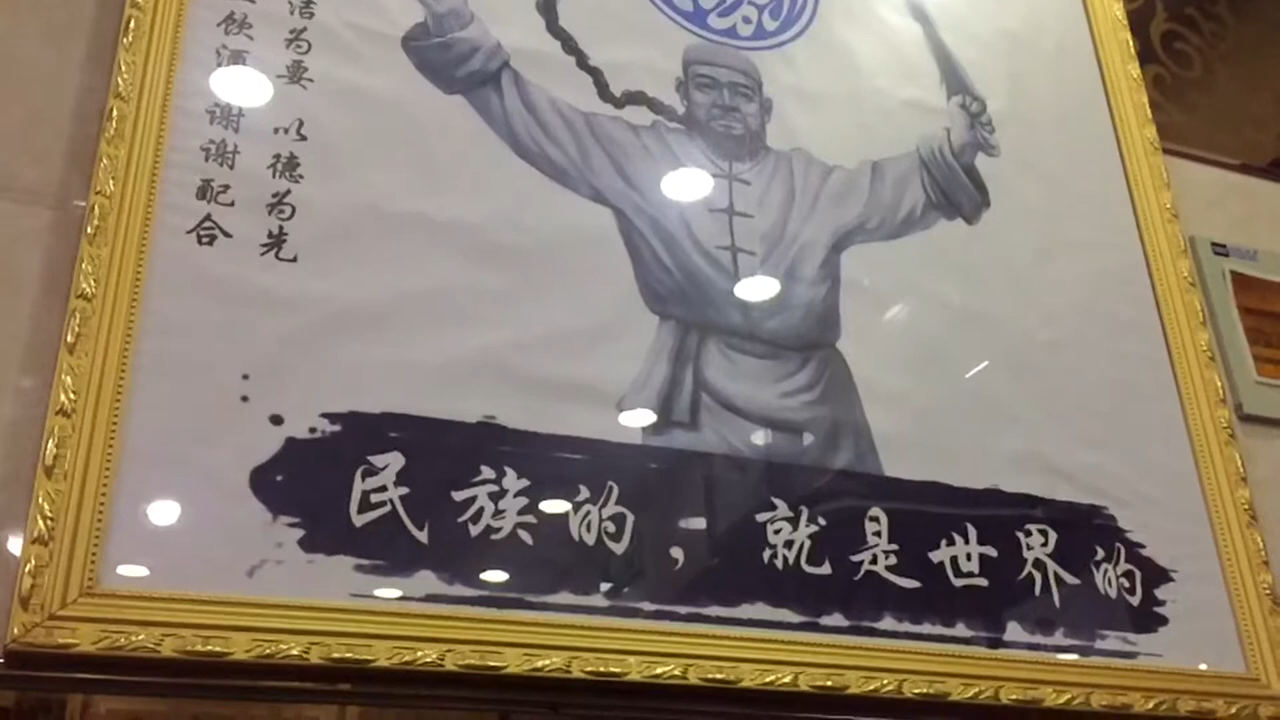 洁为要 以德为先
饮酒 谢谢配合
民族的，就是世界的